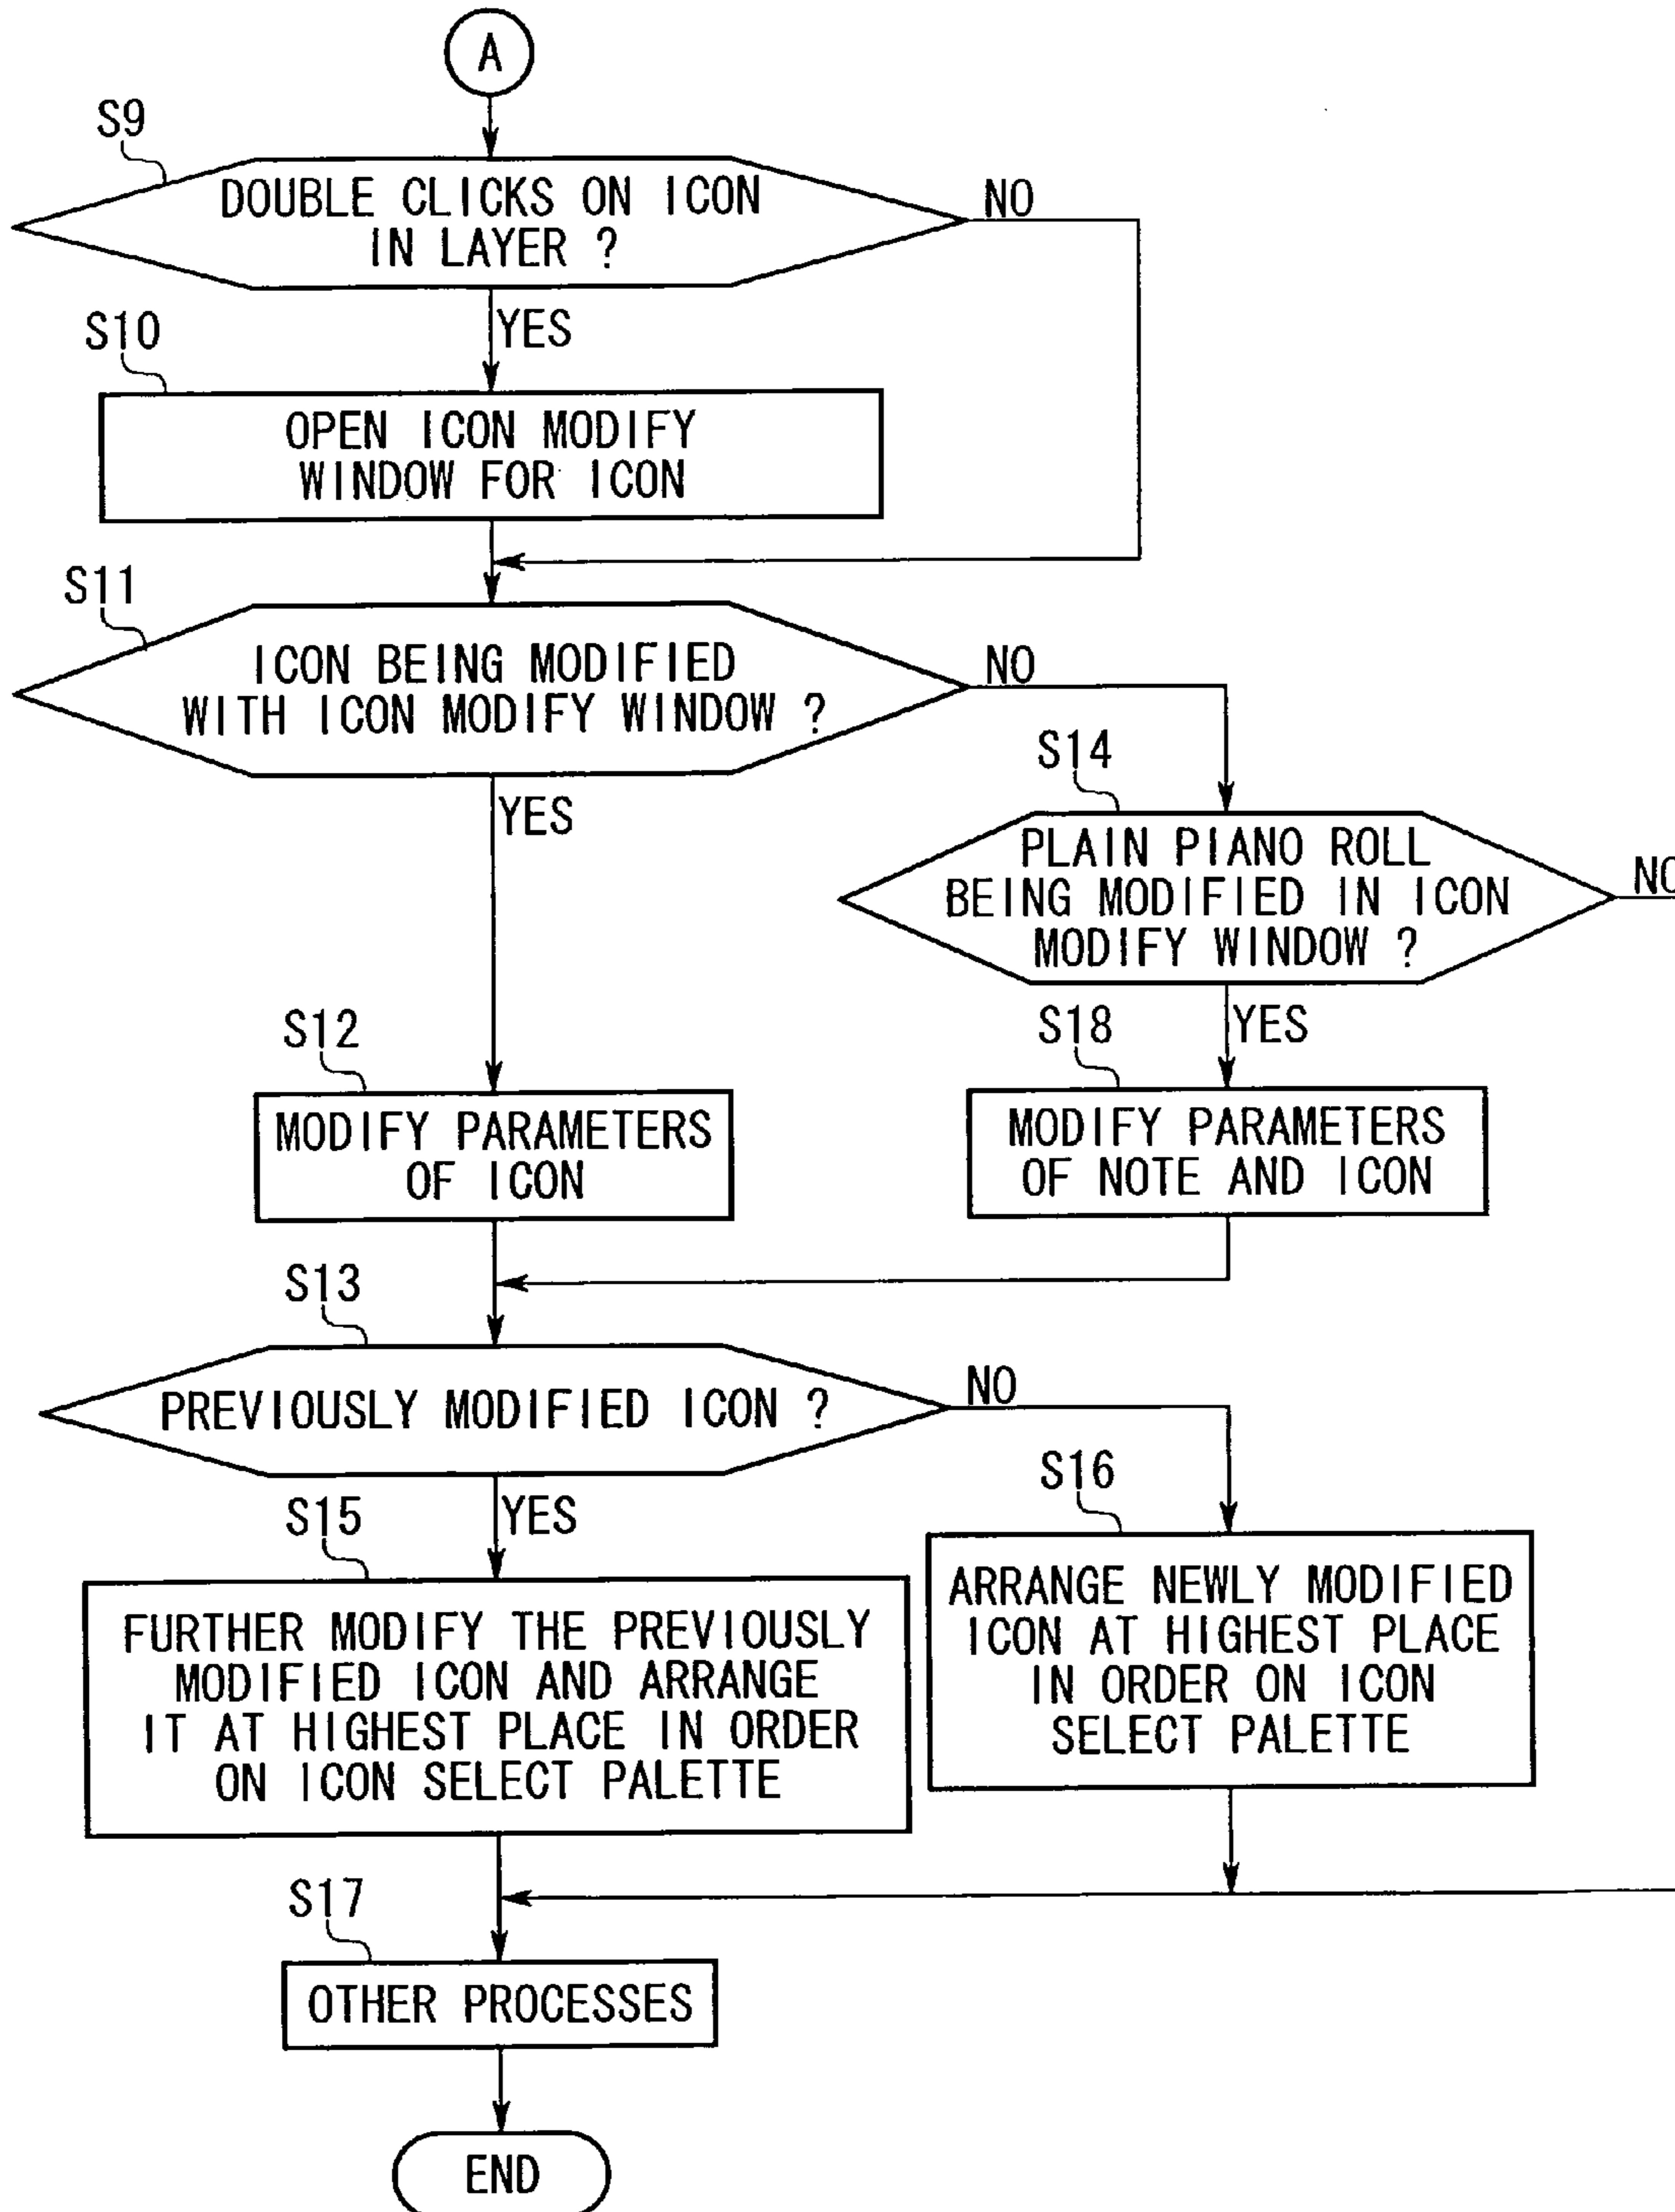 A
S9
DOUBLE CLICKS ON ICON
IN LAYER ?
NO
YES
S10
OPEN ICON MODIFY
WINDOW FOR ICON
S11
ICON BEING MODIFIED
WITH ICON MODIFY WINDOW ?
NO
YES
S14
PLAIN PIANO ROLL
BEING MODIFIED IN ICON
MODIFY WINDOW ?
NO
YES
S12
MODIFY PARAMETERS
OF ICON
S18
MODIFY PARAMETERS
OF NOTE AND ICON
S13
PREVIOUSLY MODIFIED ICON ?
NO
YES
S15
FURTHER MODIFY THE PREVIOUSLY
MODIFIED ICON AND ARRANGE
IT AT HIGHEST PLACE IN ORDER
ON ICON SELECT PALETTE
S16
ARRANGE NEWLY MODIFIED
ICON AT HIGHEST PLACE
IN ORDER ON ICON
SELECT PALETTE
S17
OTHER PROCESSES
END